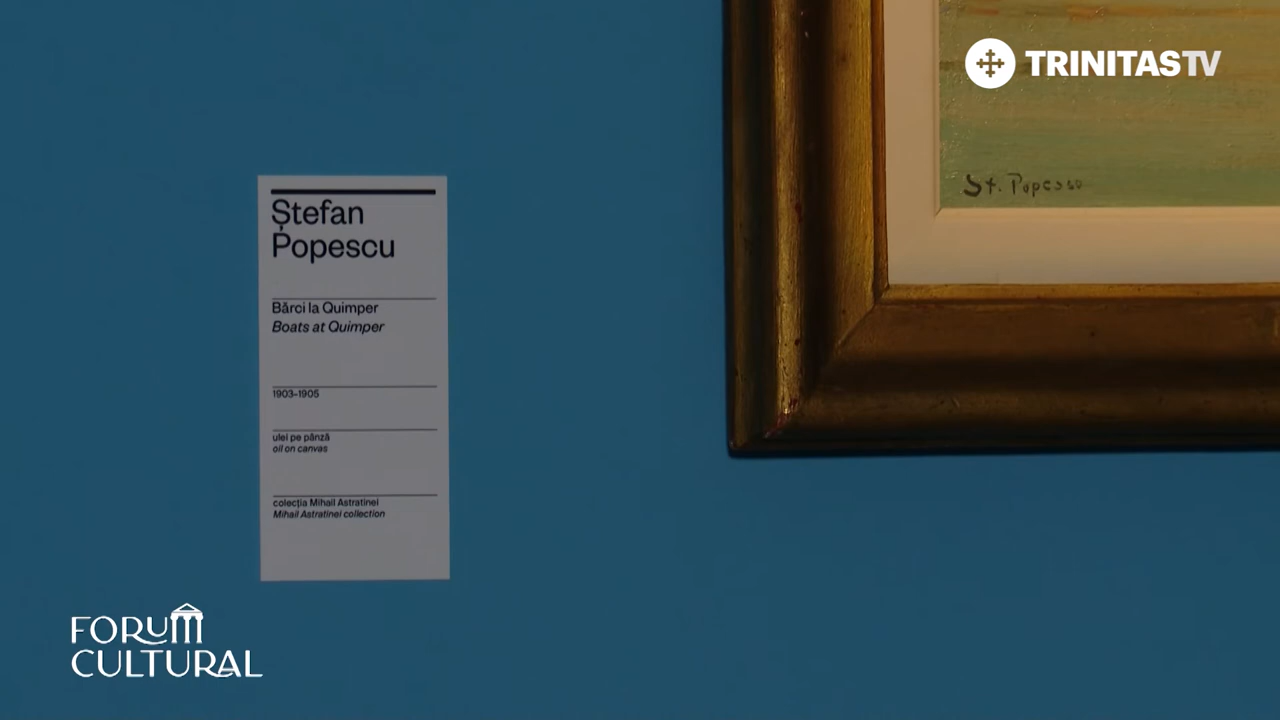 TRINITASTV
St. Popesco
Ștefan
Popescu
Bărci la Quimper
Boats at Quimper
1903–1905
ulei pe pânză
oil on canvas
colecția Mihail Astratinei
Mihail Astratinei collection
FORUM
CULTURAL